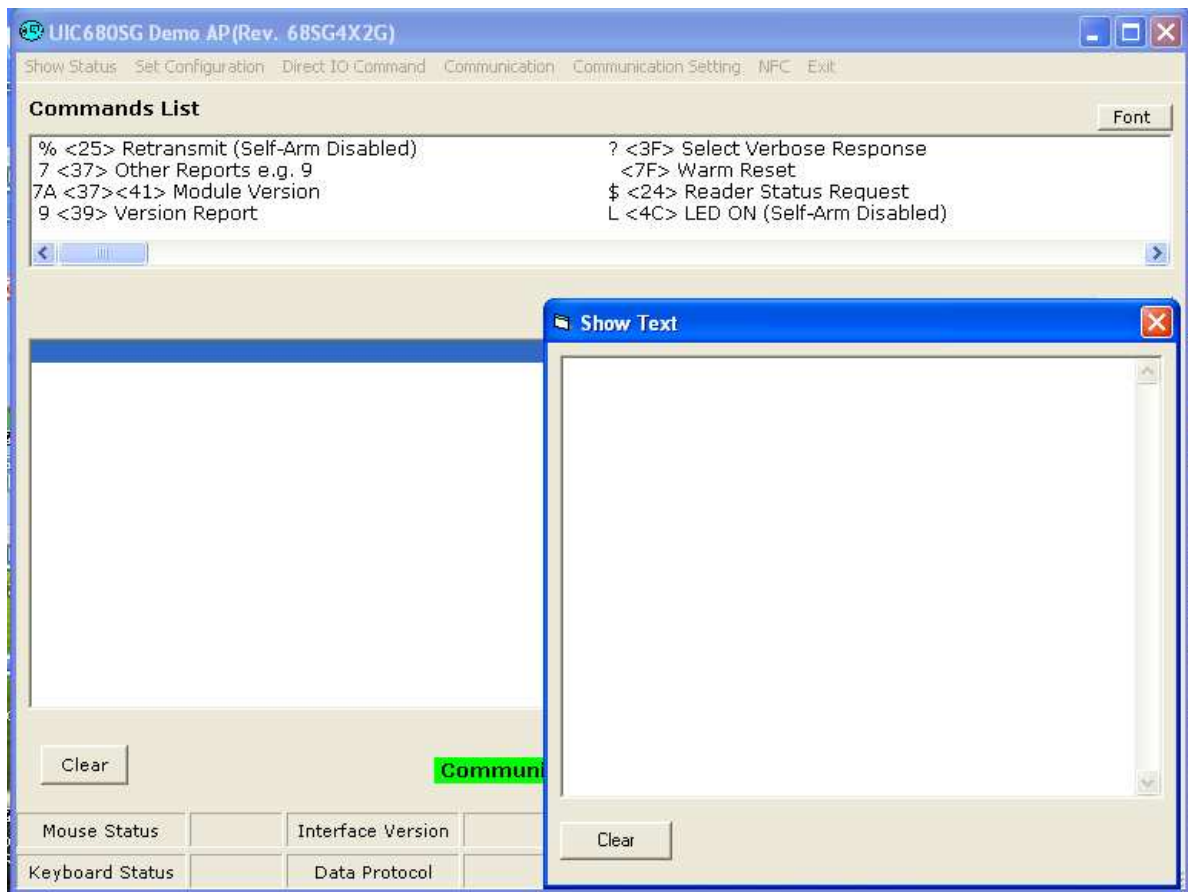 UIC680SG Demo AP(Rev. 68SG4X2G)
Show Status Set Configuration Direct IO Command Communication Communication Setting NFC Exit
Commands List
Font
% <25> Retransmit (Self-Arm Disabled)
? <3F> Select Verbose Response
7 <37> Other Reports e.g. 9
<7F> Warm Reset
7A <37><41> Module Version
$ <24> Reader Status Request
9 <39> Version Report
L <4C> LED ON (Self-Arm Disabled)
Show Text
Clear
Communi
Mouse Status
Interface Version
Clear
Keyboard Status
Data Protocol